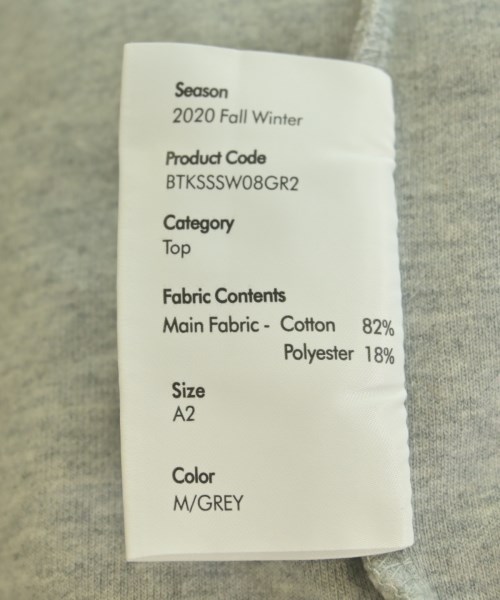 Season
2020 Fall Winter
Product Code
BTKSSSW08GR2
Category
Top
Fabric Contents
Main Fabric - Cotton 82%
Polyester 18%
Size
A2
Color
M/GREY